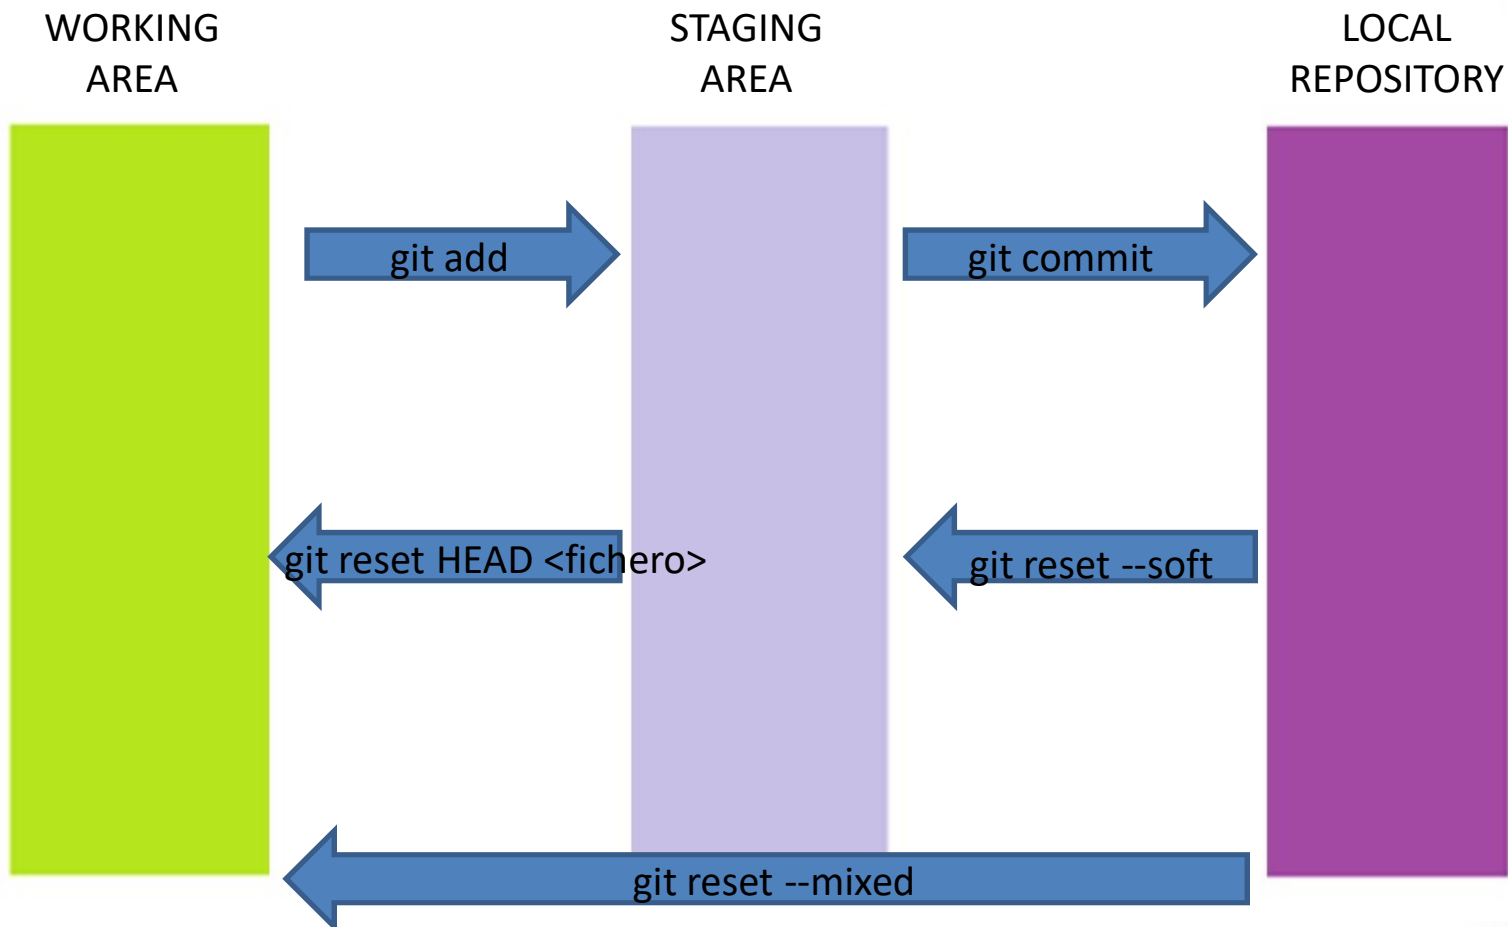 WORKING
AREA
STAGING
AREA
LOCAL
REPOSITORY
git add
git commit
git reset HEAD <fichero>
git reset --soft
git reset --mixed